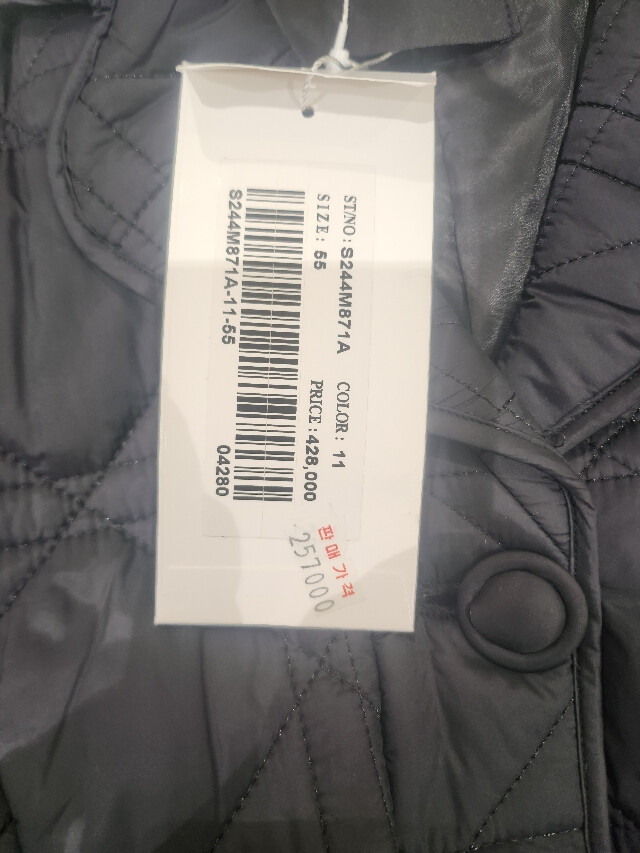 ST/NO: S244M871A COLOR: 11
SIZE: 55 PRICE: 428,000
S244M871A-11-55 04280
판매가격
257000